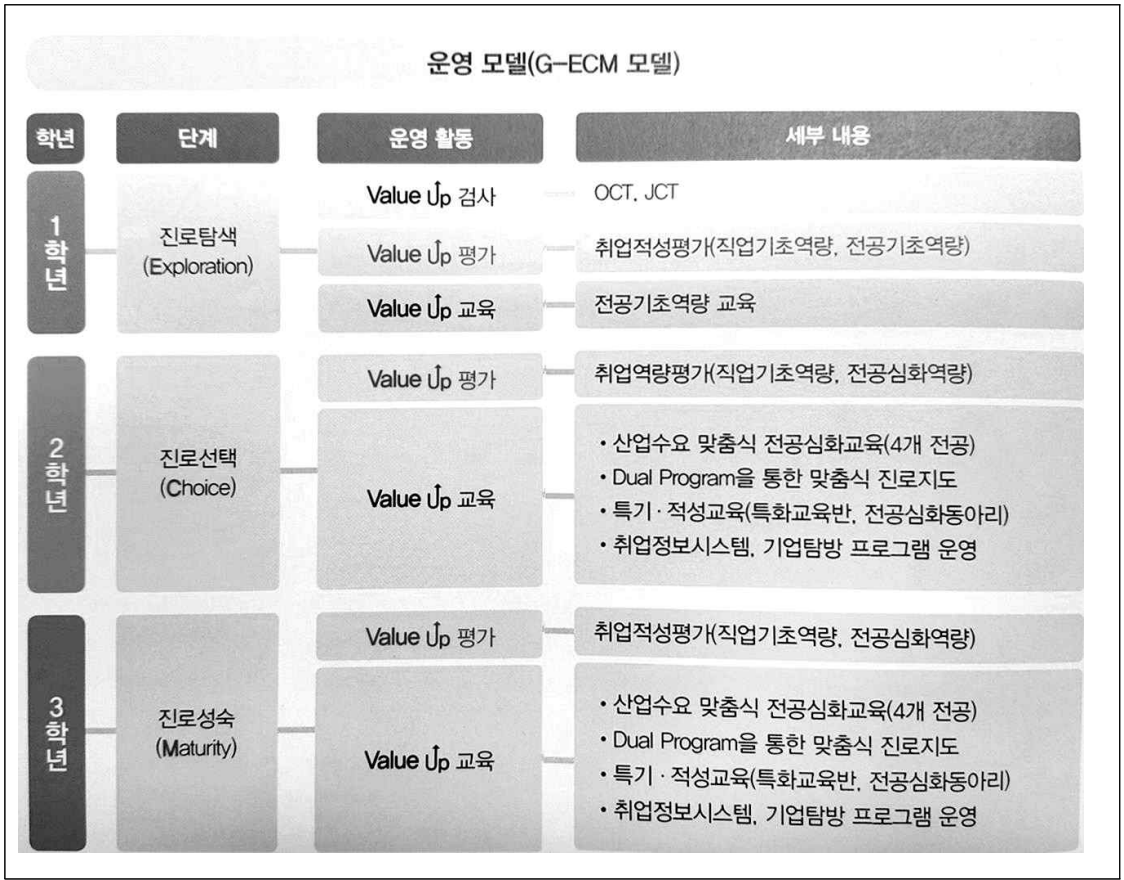 운영 모델(G-ECM 모델)
학년 단계 운영 활동 세부 내용
1학년
진로탐색
(Exploration)
Value Up 검사 OCT, JCT
Value Up 평가 취업적성평가(직업기초역량, 전공기초역량)
Value Up 교육 전공기초역량 교육
2학년
진로선택
(Choice)
Value Up 평가 취업역량평가(직업기초역량, 전공심화역량)
Value Up 교육
• 산업수요 맞춤식 전공심화교육(4개 전공)
• Dual Program을 통한 맞춤식 진로지도
• 특기·적성교육(특화교육반, 전공심화동아리)
• 취업정보시스템, 기업탐방 프로그램 운영
3학년
진로성숙
(Maturity)
Value Up 평가 취업적성평가(직업기초역량, 전공심화역량)
Value Up 교육
• 산업수요 맞춤식 전공심화교육(4개 전공)
• Dual Program을 통한 맞춤식 진로지도
• 특기·적성교육(특화교육반, 전공심화동아리)
• 취업정보시스템, 기업탐방 프로그램 운영